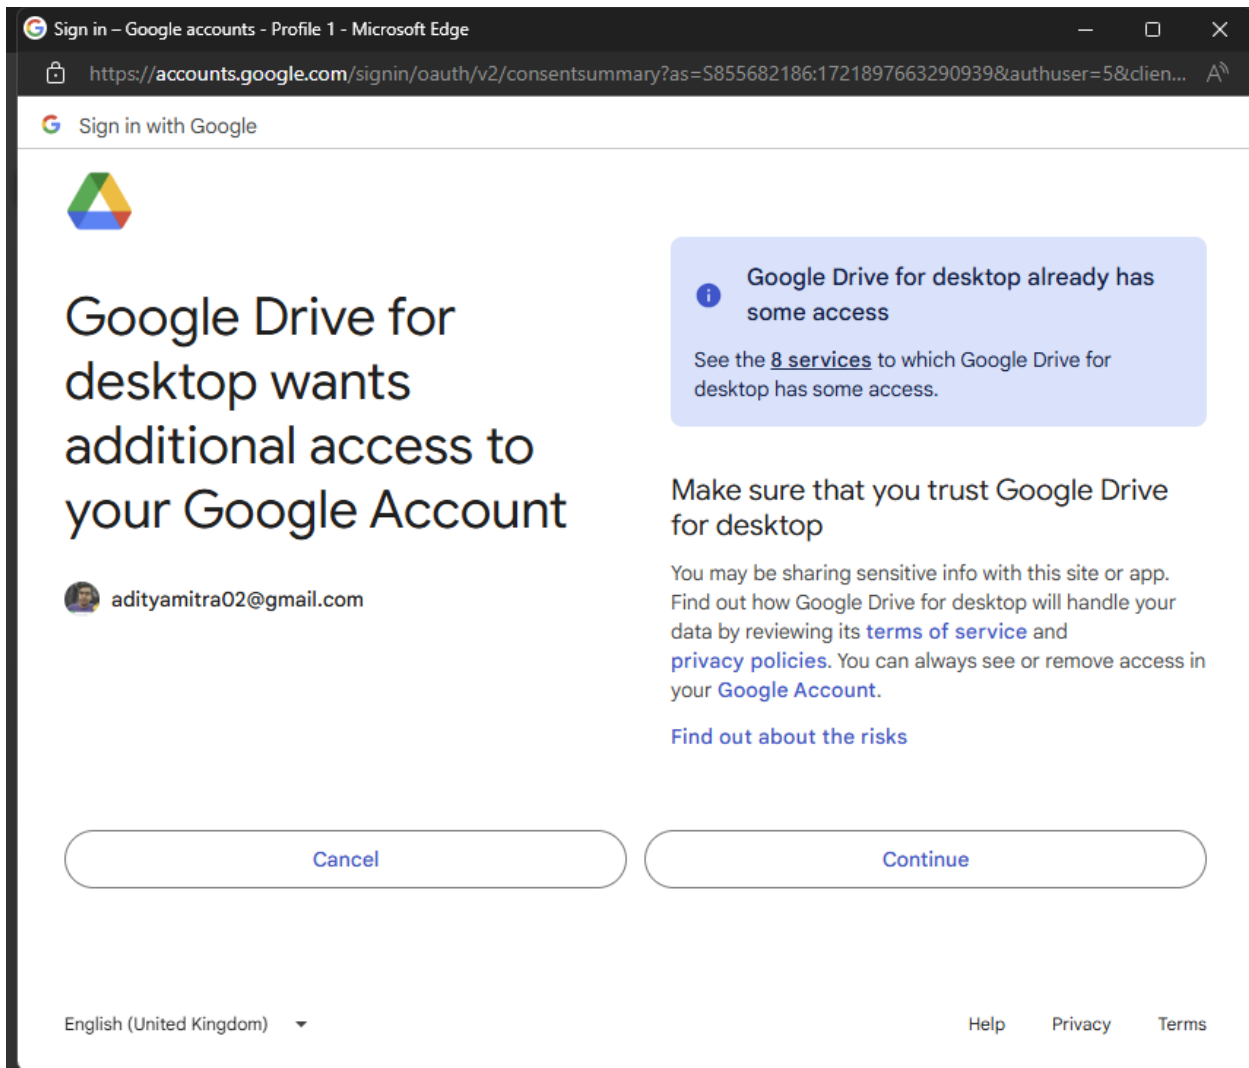 Sign in – Google accounts - Profile 1 - Microsoft Edge
https://accounts.google.com/signin/oauth/v2/consentsummary?as=S855682186:1721897663290939&authuser=5&clien...
Sign in with Google
Google Drive for
desktop wants
additional access to
your Google Account
adityamitra02@gmail.com
Google Drive for desktop already has
some access
See the 8 services to which Google Drive for
desktop has some access.
Make sure that you trust Google Drive
for desktop
You may be sharing sensitive info with this site or app.
Find out how Google Drive for desktop will handle your
data by reviewing its terms of service and
privacy policies. You can always see or remove access in
your Google Account.
Find out about the risks
Cancel
Continue
English (United Kingdom)
Help
Privacy
Terms